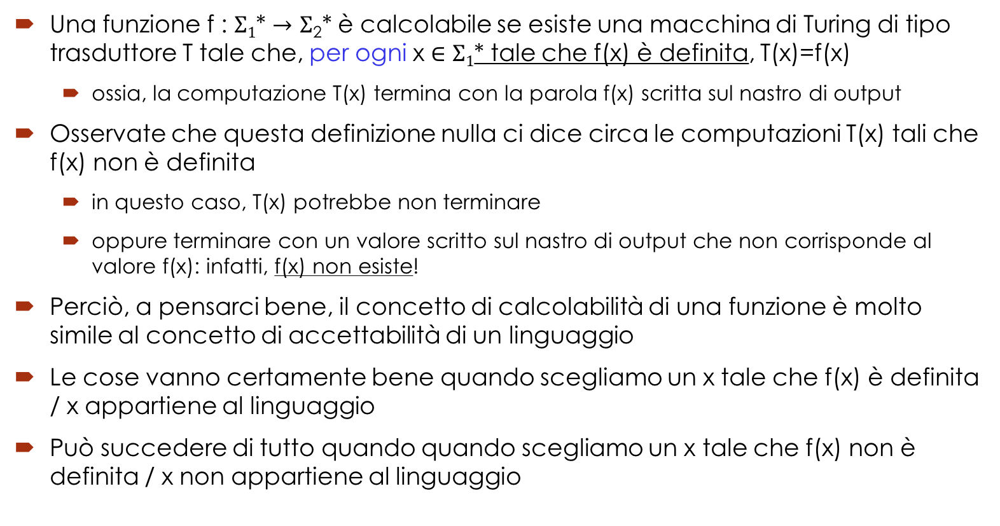 Una funzione f : Σ₁* → Σ₂* è calcolabile se esiste una macchina di Turing di tipo
trasduttore T tale che, per ogni x ∈ Σ₁* tale che f(x) è definita, T(x)=f(x)
ossia, la computazione T(x) termina con la parola f(x) scritta sul nastro di output
Osservate che questa definizione nulla ci dice circa le computazioni T(x) tali che
f(x) non è definita
in questo caso, T(x) potrebbe non terminare
oppure terminare con un valore scritto sul nastro di output che non corrisponde al
valore f(x): infatti, f(x) non esiste!
Perciò, a pensarci bene, il concetto di calcolabilità di una funzione è molto
simile al concetto di accettabilità di un linguaggio
Le cose vanno certamente bene quando scegliamo un x tale che f(x) è definita
/ x appartiene al linguaggio
Può succedere di tutto quando quando scegliamo un x tale che f(x) non è
definita / x non appartiene al linguaggio